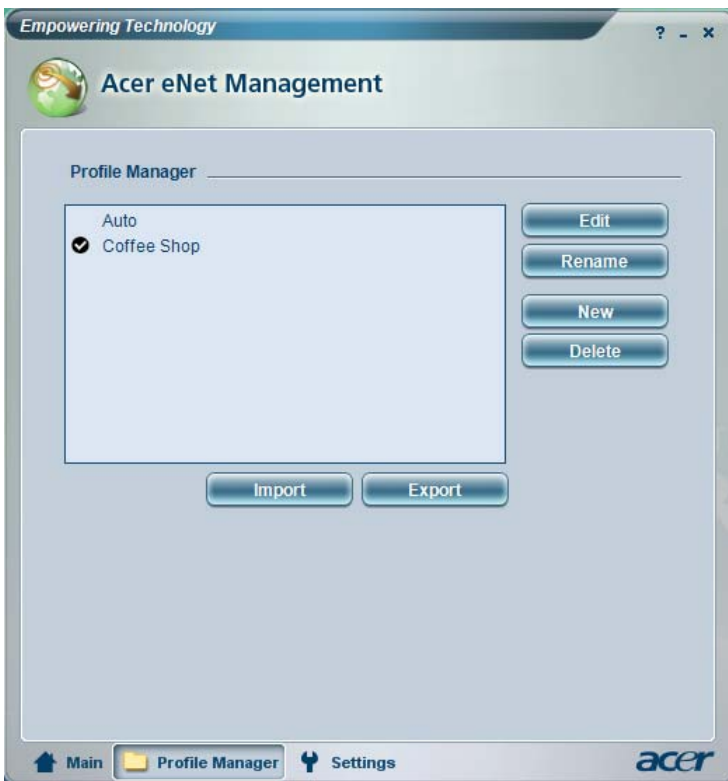 Empowering Technology
? - x
Acer eNet Management
Profile Manager
Auto
Coffee Shop
Edit
Rename
New
Delete
Import Export
Main Profile Manager Settings acer